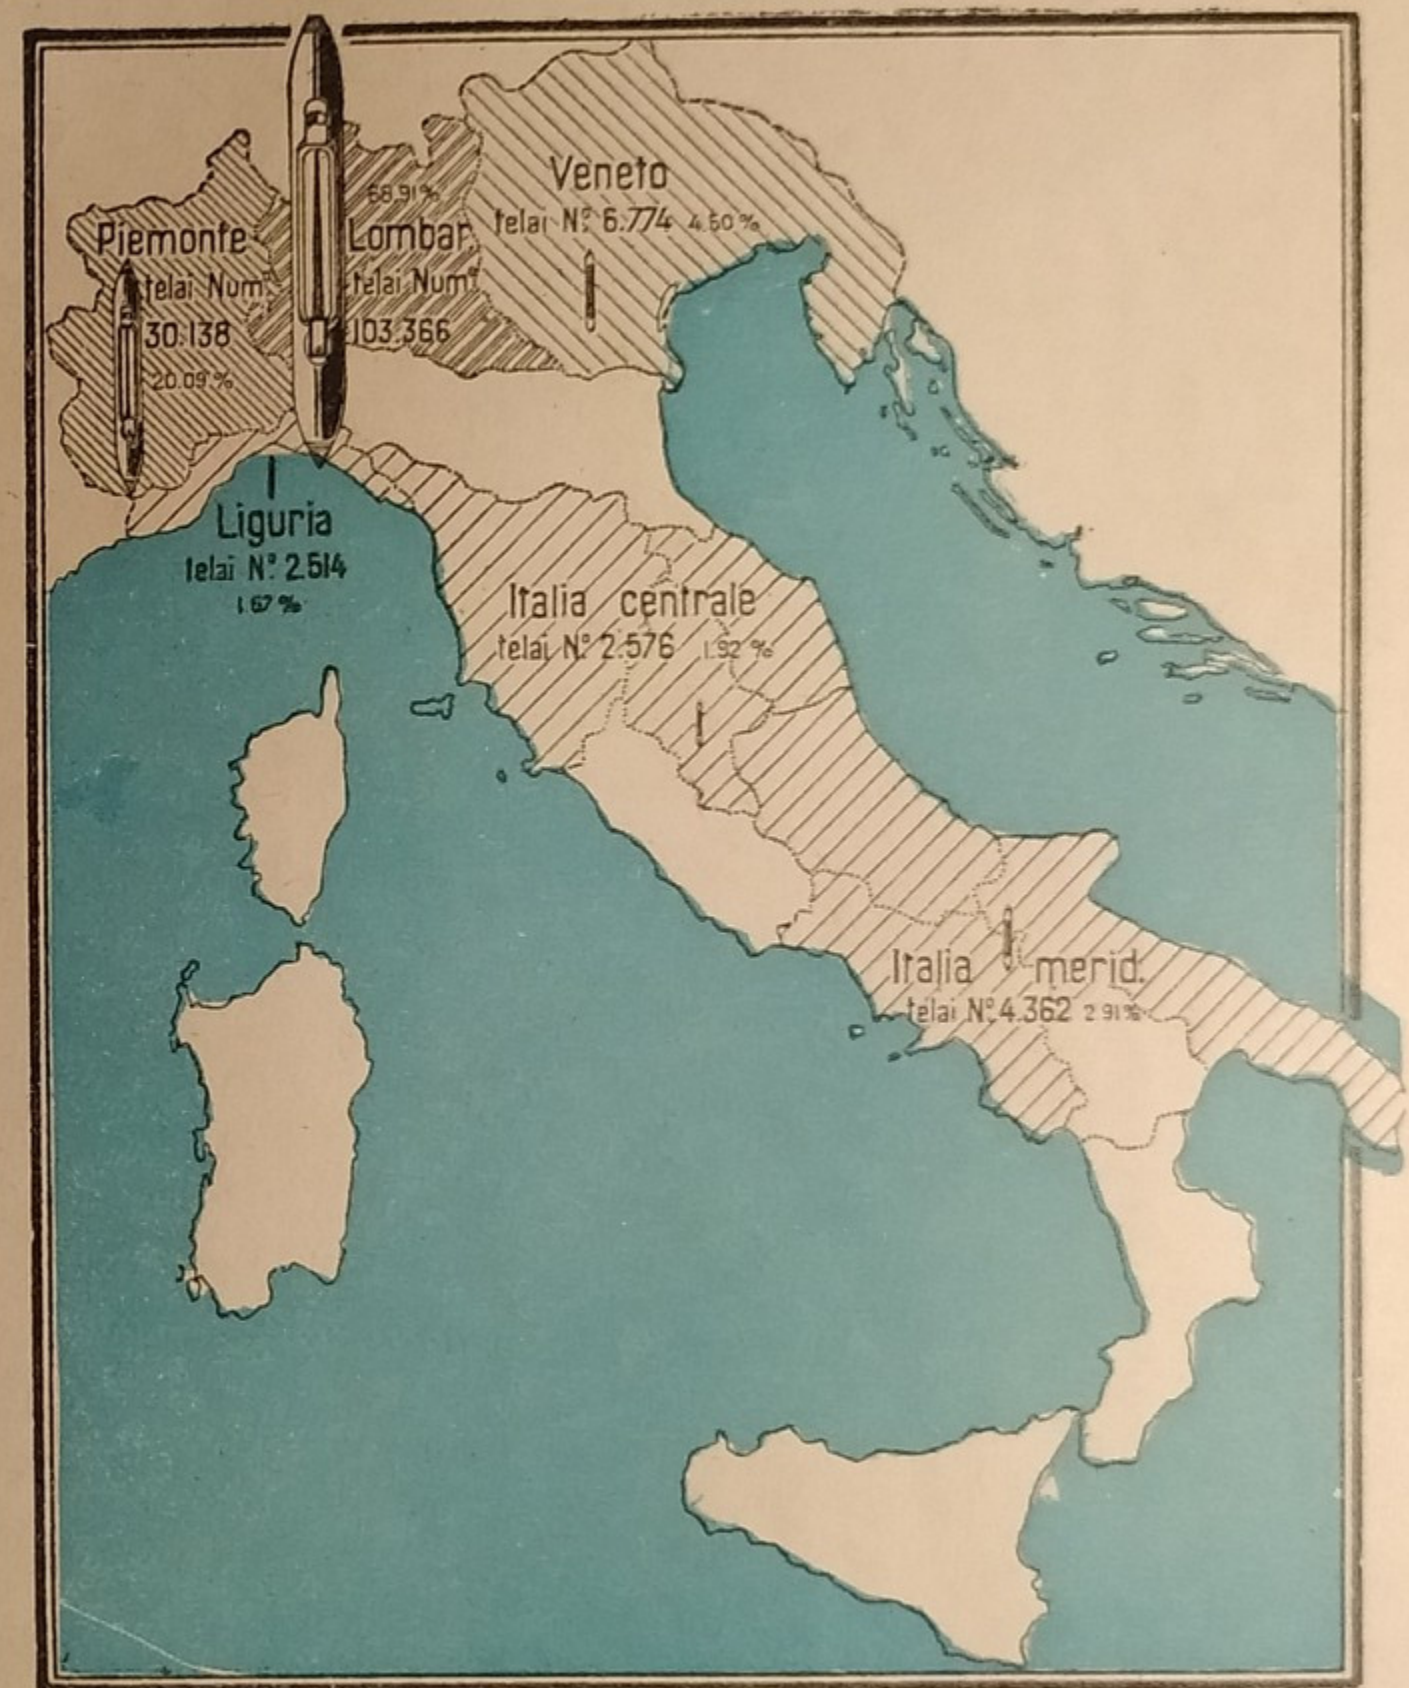 Piemonte
telai Num.
30.138
20.09 %
68.91 %
Lombar.
telai Num.
103.366
Veneto
telai N.º 6.774 4.50 %
Liguria
telai N.º 2.514
1.67 %
Italia centrale
telai N.º 2.576 1.92 %
Italia merid.
telai N.º 4.362 2.91 %